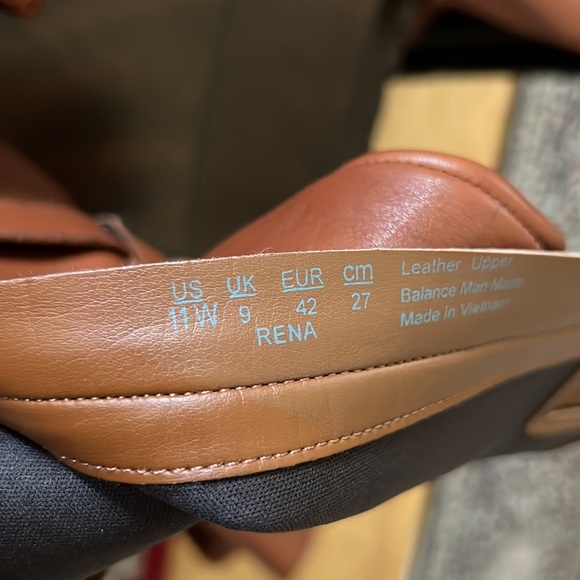 US UK EUR cm
11W 9 42 27
RENA
Leather Upper
Balance Man Made
Made in Vietnam